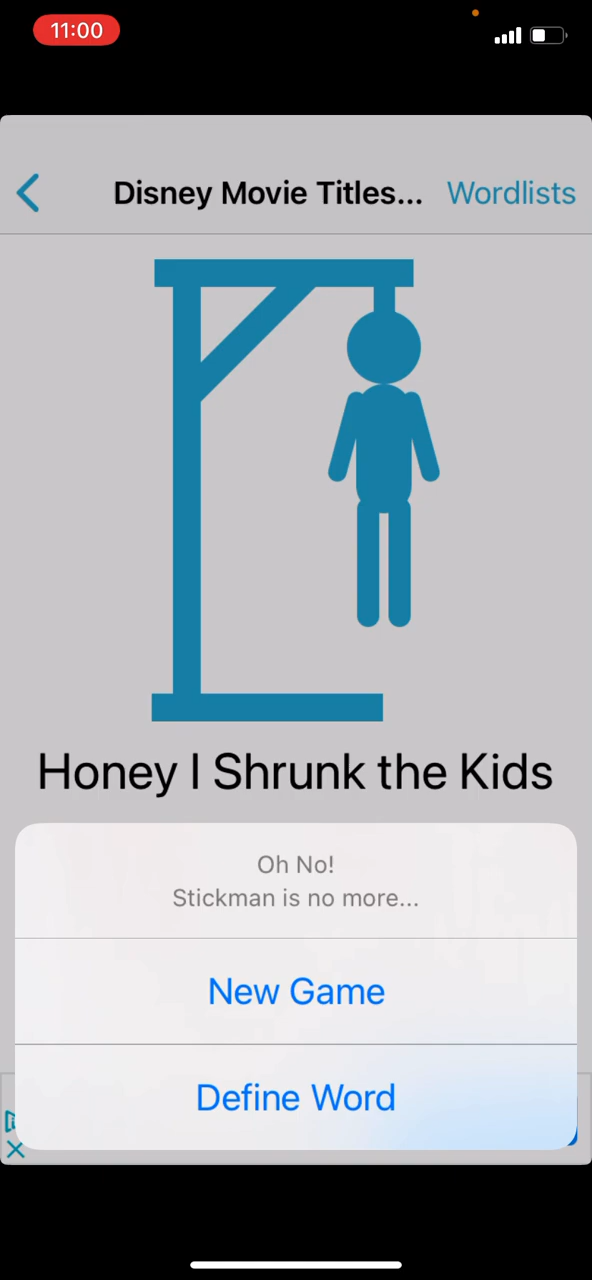 11:00
Disney Movie Titles... Wordlists
Honey I Shrunk the Kids
Oh No!
Stickman is no more...
New Game
Define Word